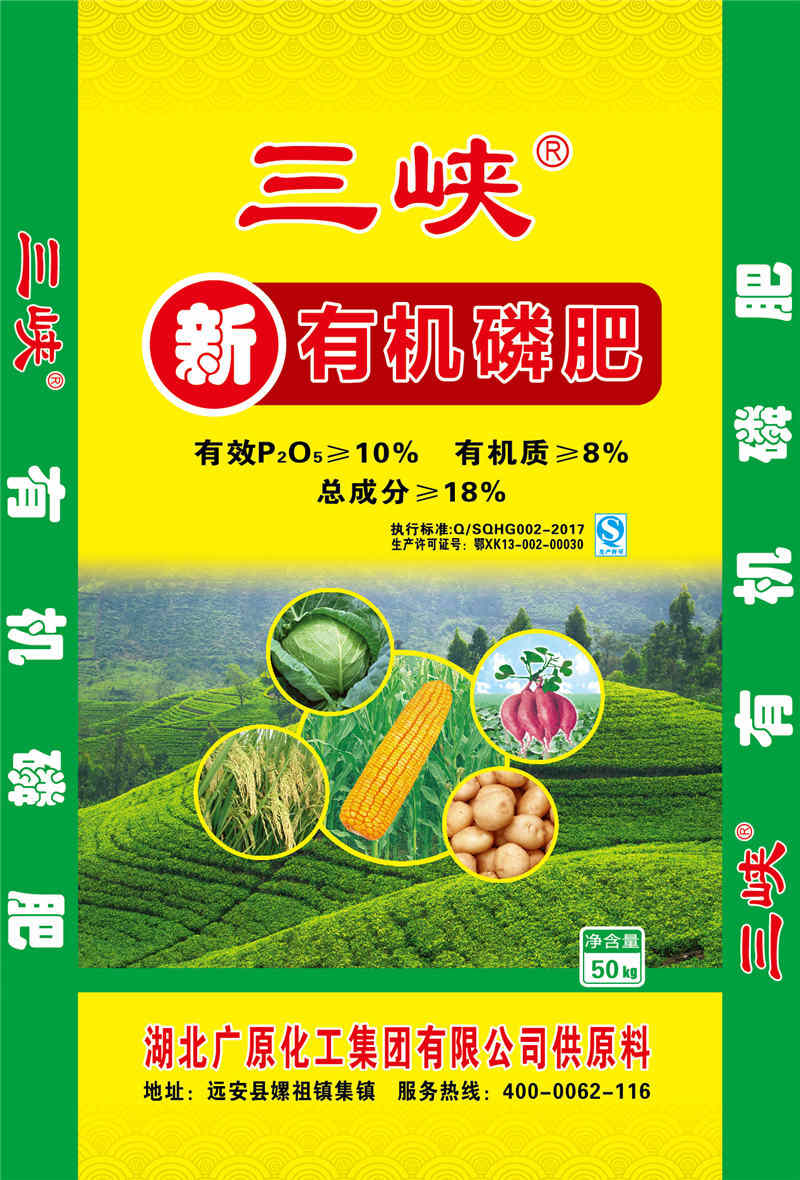 三峡®
新 有机磷肥
有效P₂O₅≥10% 有机质≥8%
总成分≥18%
执行标准:Q/SQHG002-2017
生产许可证号：鄂XK13-002-00030
生产许可
净含量
50kg
湖北广原化工集团有限公司供原料
地址：远安县嫘祖镇集镇 服务热线：400-0062-116
三峡® 有机磷肥
三峡® 有机磷肥